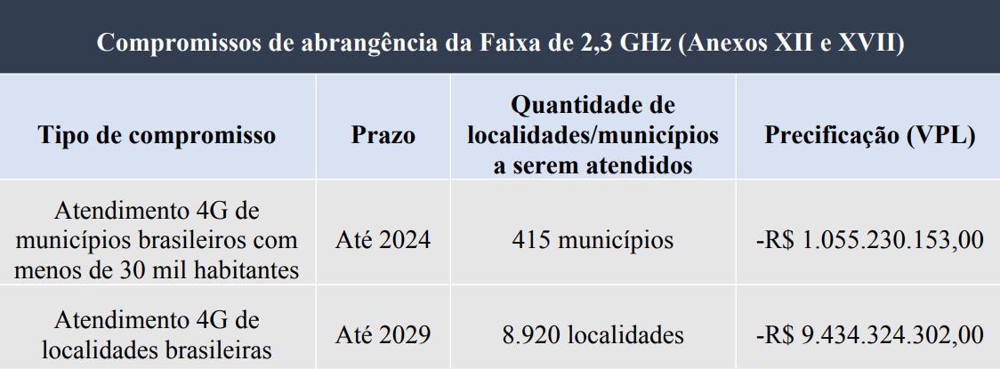 Compromissos de abrangência da Faixa de 2,3 GHz (Anexos XII e XVII)
Tipo de compromisso
Prazo
Quantidade de
localidades/municípios
a serem atendidos
Precificação (VPL)
Atendimento 4G de
municípios brasileiros com
menos de 30 mil habitantes
Até 2024
415 municípios
-R$ 1.055.230.153,00
Atendimento 4G de
localidades brasileiras
Até 2029
8.920 localidades
-R$ 9.434.324.302,00